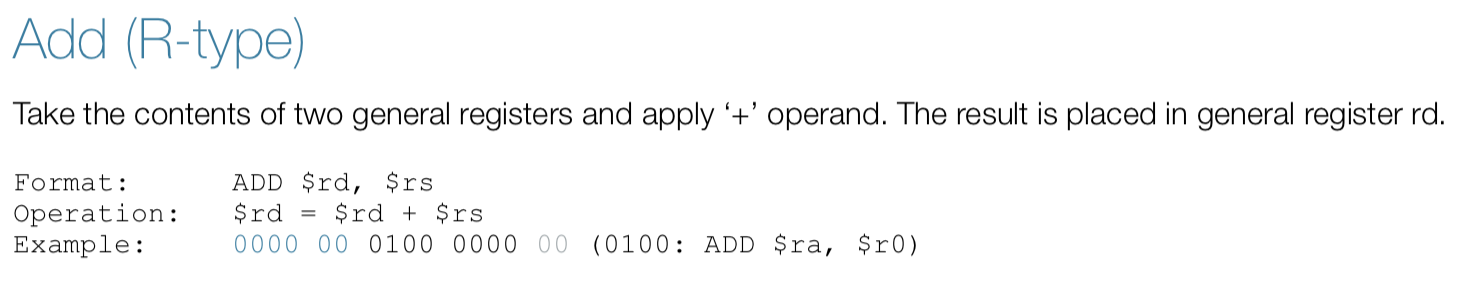 Add (R-type)
Take the contents of two general registers and apply ‘+’ operand. The result is placed in general register rd.
Format: ADD $rd, $rs
Operation: $rd = $rd + $rs
Example: 0000 00 0100 0000 00 (0100: ADD $ra, $r0)